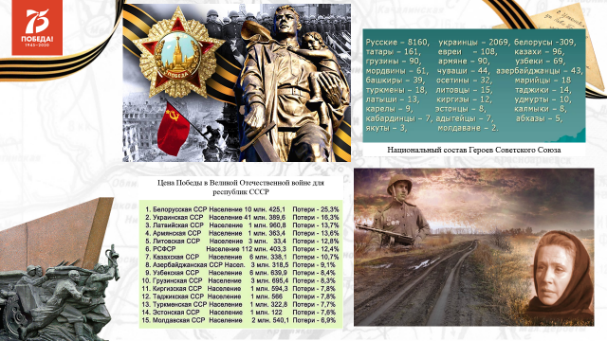 75
ПОБЕДА!
1945-2020
ПОБЕДА
Русские – 8160, украинцы – 2069, белорусы -309,
татары – 161, евреи – 108, казахи – 96,
грузины – 90, армяне – 90, узбеки – 69,
мордвины – 61, чуваши – 44, азербайджанцы – 43,
башкиры – 39, осетины – 32, марийцы – 18
туркмены – 18, литовцы – 15, таджики – 14,
латыши – 13, киргизы – 12, удмурты – 10,
карелы – 9, эстонцы – 8, калмыки – 8,
кабардинцы – 7, адытейцы – 7, абказы – 5,
якуты – 3, молдаване – 2.
Национальный состав Героев Советского Союза
Цена Победы в Великой Отечественной войне для
республик СССР
1. Белорусская ССР Население 10 млн. 425,1 Потери - 25,3%
2. Украинская ССР Население 41 млн. 389,6 Потери - 16,3%
3. Латвийская ССР Население 1 млн. 960,8 Потери - 13,7%
4. Армянская ССР Население 1 млн. 363,4 Потери - 13,6%
5. Литовская ССР Население 3 млн. 33,4 Потери - 12,8%
6. РСФСР Население 112 млн. 403,3 Потери - 12,4%
7. Казахская ССР Население 6 млн. 338,1 Потери - 10,7%
8. Азербайджанская ССР Насел. 3 млн. 318,5 Потери - 9,1%
9. Узбекская ССР Население 6 млн. 639,9 Потери - 8,4%
10. Грузинская ССР Население 3 млн. 695,4 Потери - 8,3%
11. Киргизская ССР Население 1 млн. 594,3 Потери - 7,8%
12. Таджинская ССР Население 1 млн. 566 Потери - 7,8%
13. Туркменская ССР Население 1 млн. 322,8 Потери - 7,7%
14. Эстонская ССР Население 1 млн. 122 Потери - 7,6%
15. Молдавская ССР Население 2 млн. 540,1 Потери - 6,9%